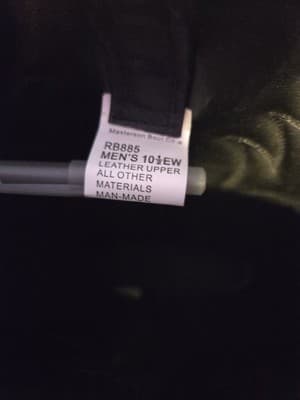 Masterson Boot Co.
RB885
MEN'S 10½EW
LEATHER UPPER
ALL OTHER
MATERIALS
MAN-MADE